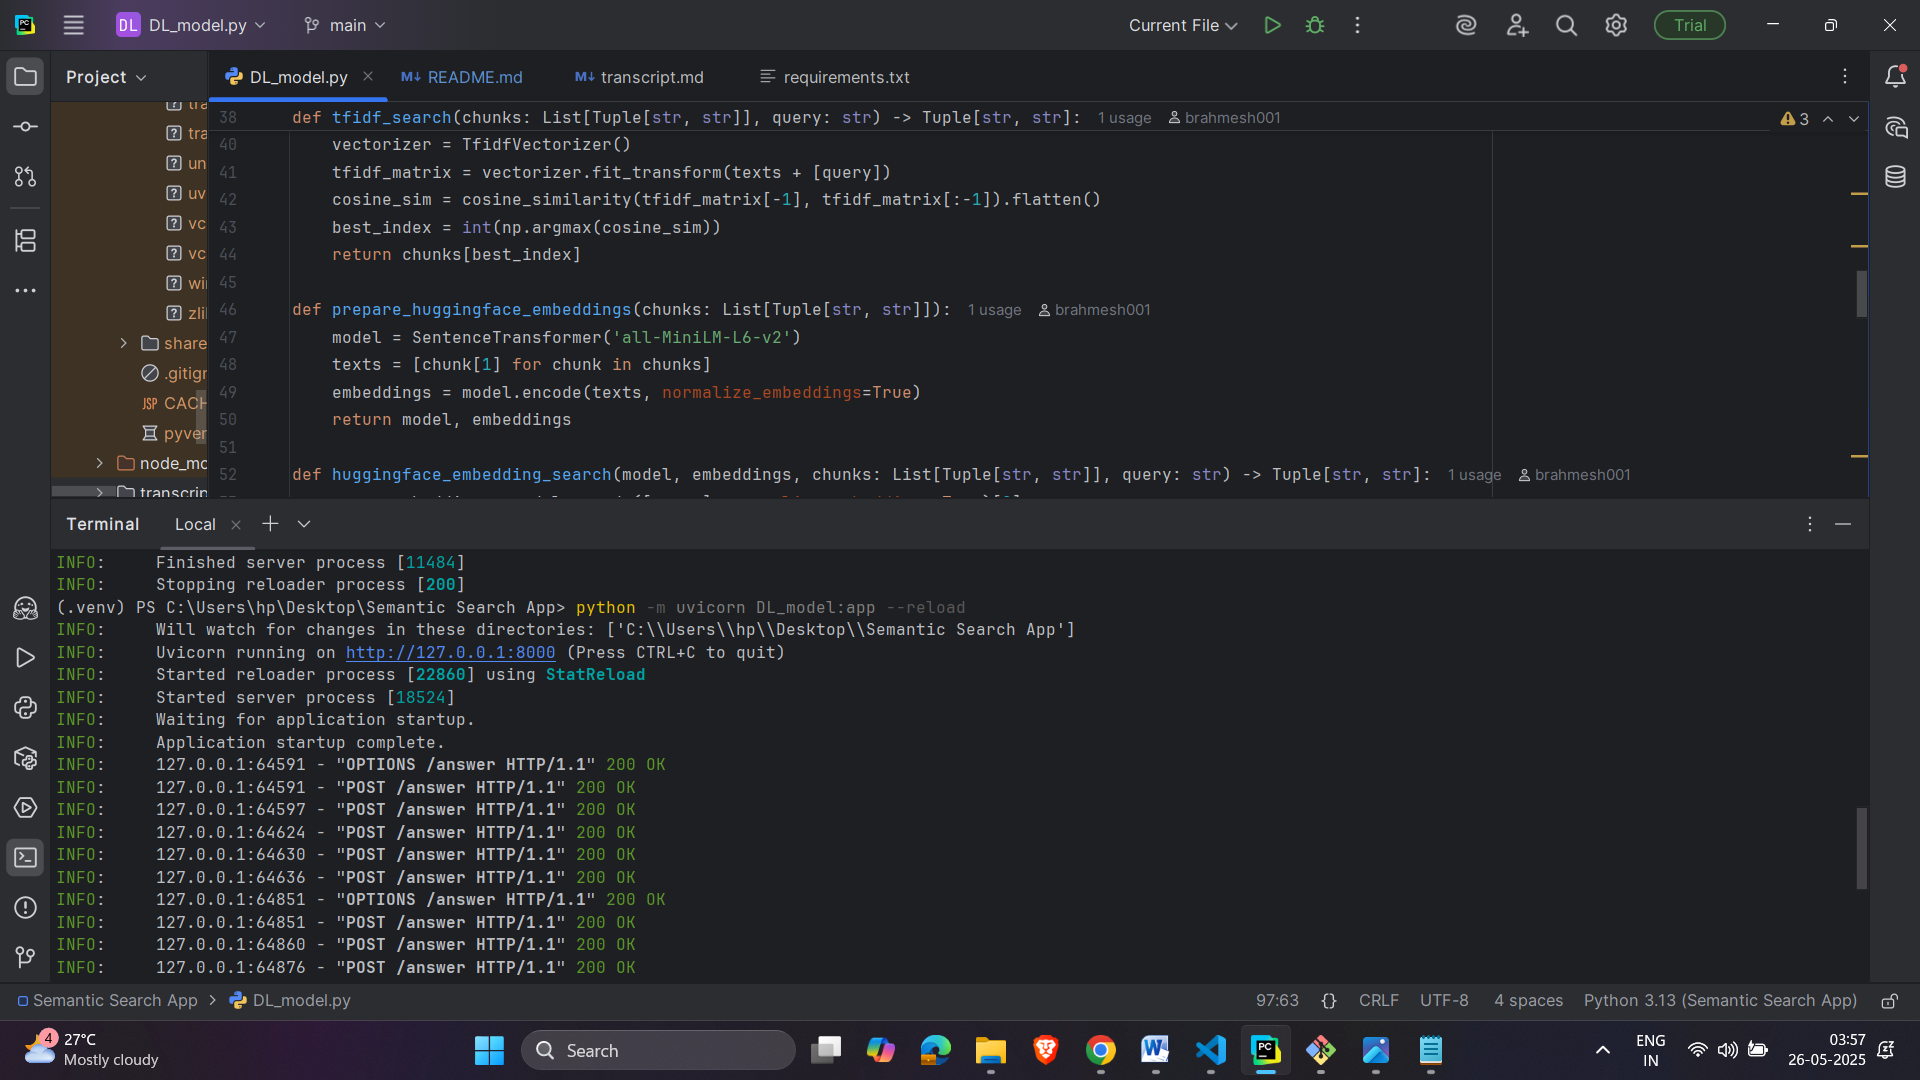 DL DL_model.py main Current File Trial
Project
DL_model.py README.md transcript.md requirements.txt
tra
tra
un
uv
vc
vc
wi
zli
share
.gitigr
JSP CACH
pyve
node_mo
transcrip
38 def tfidf_search(chunks: List[Tuple[str, str]], query: str) -> Tuple[str, str]: 1 usage brahmesh001 3
40 vectorizer = TfidfVectorizer()
41 tfidf_matrix = vectorizer.fit_transform(texts + [query])
42 cosine_sim = cosine_similarity(tfidf_matrix[-1], tfidf_matrix[:-1]).flatten()
43 best_index = int(np.argmax(cosine_sim))
44 return chunks[best_index]
45
46 def prepare_huggingface_embeddings(chunks: List[Tuple[str, str]]): 1 usage brahmesh001
47 model = SentenceTransformer('all-MiniLM-L6-v2')
48 texts = [chunk[1] for chunk in chunks]
49 embeddings = model.encode(texts, normalize_embeddings=True)
50 return model, embeddings
51
52 def huggingface_embedding_search(model, embeddings, chunks: List[Tuple[str, str]], query: str) -> Tuple[str, str]: 1 usage brahmesh001
Terminal Local
INFO: Finished server process [11484]
INFO: Stopping reloader process [200]
(.venv) PS C:\Users\hp\Desktop\Semantic Search App> python -m uvicorn DL_model:app --reload
INFO: Will watch for changes in these directories: ['C:\\Users\\hp\\Desktop\\Semantic Search App']
INFO: Uvicorn running on http://127.0.0.1:8000 (Press CTRL+C to quit)
INFO: Started reloader process [22860] using StatReload
INFO: Started server process [18524]
INFO: Waiting for application startup.
INFO: Application startup complete.
INFO: 127.0.0.1:64591 - "OPTIONS /answer HTTP/1.1" 200 OK
INFO: 127.0.0.1:64591 - "POST /answer HTTP/1.1" 200 OK
INFO: 127.0.0.1:64597 - "POST /answer HTTP/1.1" 200 OK
INFO: 127.0.0.1:64624 - "POST /answer HTTP/1.1" 200 OK
INFO: 127.0.0.1:64630 - "POST /answer HTTP/1.1" 200 OK
INFO: 127.0.0.1:64636 - "POST /answer HTTP/1.1" 200 OK
INFO: 127.0.0.1:64851 - "OPTIONS /answer HTTP/1.1" 200 OK
INFO: 127.0.0.1:64851 - "POST /answer HTTP/1.1" 200 OK
INFO: 127.0.0.1:64860 - "POST /answer HTTP/1.1" 200 OK
INFO: 127.0.0.1:64876 - "POST /answer HTTP/1.1" 200 OK
Semantic Search App > DL_model.py 97:63 {} CRLF UTF-8 4 spaces Python 3.13 (Semantic Search App)
4 27°C
Mostly cloudy
Search
ENG
IN
03:57
26-05-2025